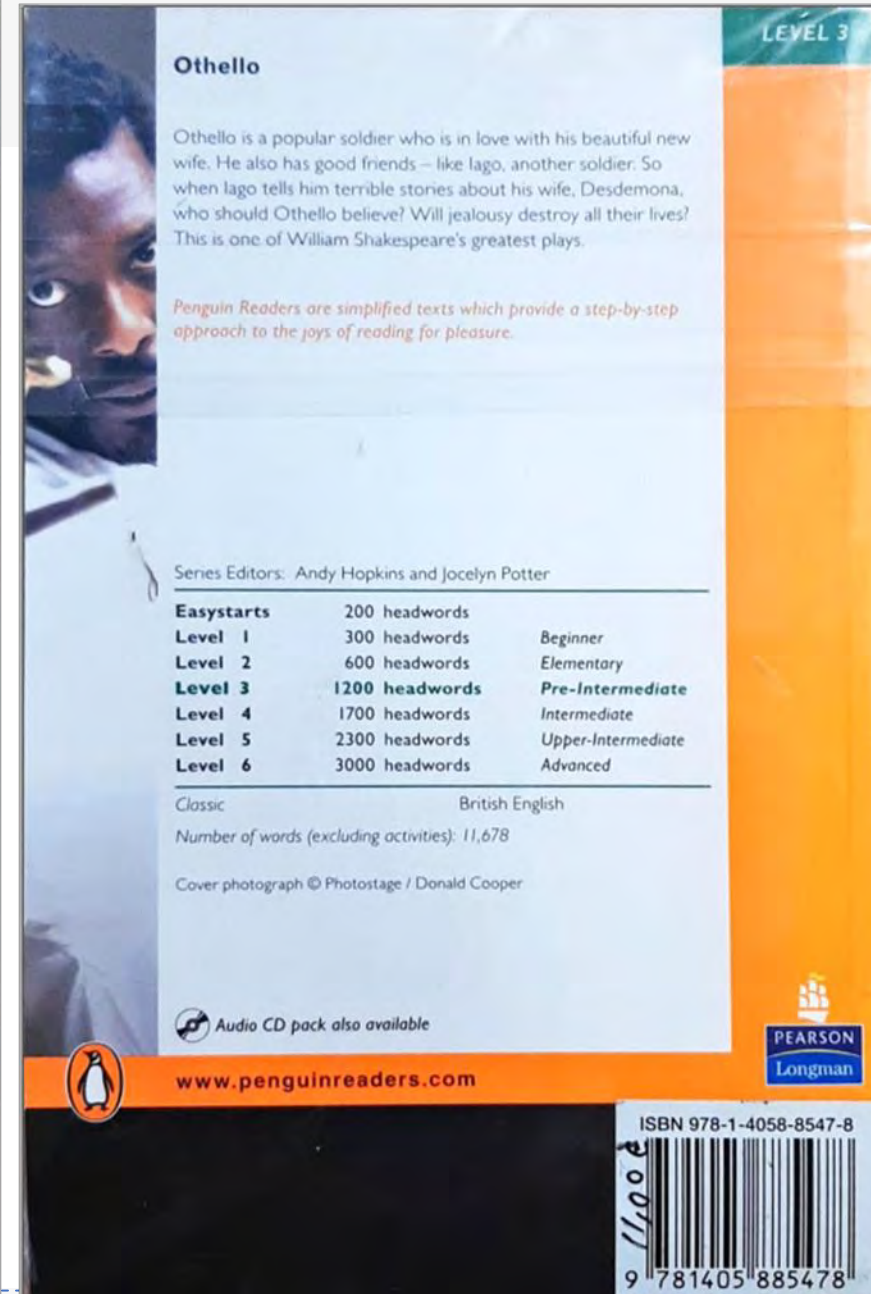 LEVEL 3
Othello
Othello is a popular soldier who is in love with his beautiful new
wife. He also has good friends – like Iago, another soldier. So
when Iago tells him terrible stories about his wife, Desdemona,
who should Othello believe? Will jealousy destroy all their lives?
This is one of William Shakespeare's greatest plays.
Penguin Readers are simplified texts which provide a step-by-step
approach to the joys of reading for pleasure.
Series Editors: Andy Hopkins and Jocelyn Potter
Easystarts 200 headwords
Level 1 300 headwords Beginner
Level 2 600 headwords Elementary
Level 3 1200 headwords Pre-Intermediate
Level 4 1700 headwords Intermediate
Level 5 2300 headwords Upper-Intermediate
Level 6 3000 headwords Advanced
Classic British English
Number of words (excluding activities): 11,678
Cover photograph © Photostage / Donald Cooper
Audio CD pack also available
PEARSON
Longman
www.penguinreaders.com
ISBN 978-1-4058-8547-8
11,00 €
9 781405 885478